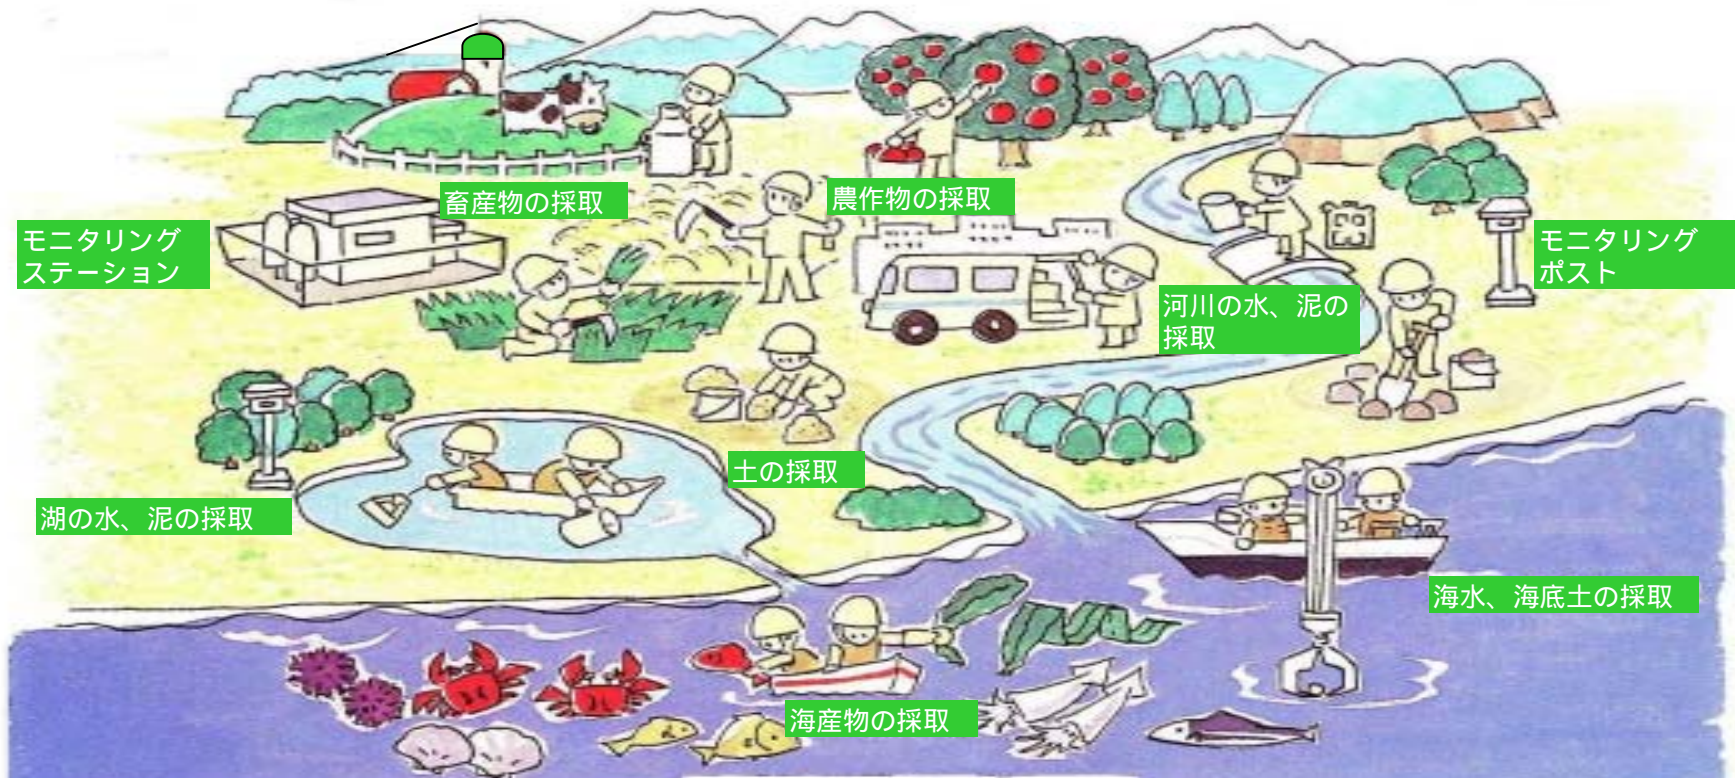 畜産物の採取
農作物の採取
モニタリング
ステーション
モニタリング
ポスト
河川の水、泥の
採取
土の採取
湖の水、泥の採取
海水、海底土の採取
海産物の採取